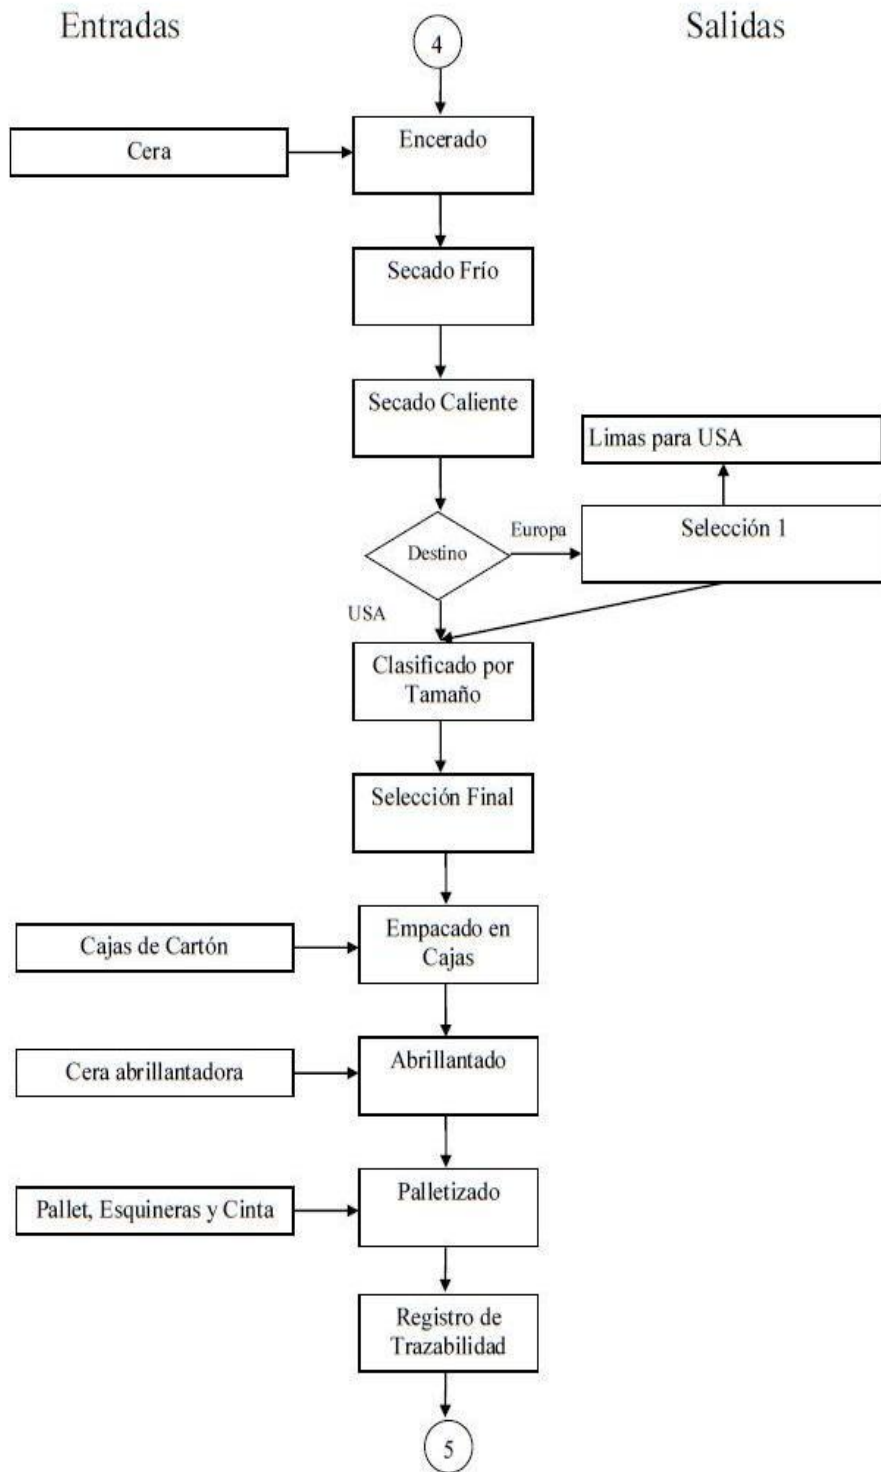 Entradas
4
Salidas
Cera
Encerado
Secado Frío
Secado Caliente
Limas para USA
Destino
Europa
Selección 1
USA
Clasificado por
Tamaño
Selección Final
Cajas de Cartón
Empacado en
Cajas
Cera abrillantadora
Abrillantado
Pallet, Esquineras y Cinta
Palletizado
Registro de
Trazabilidad
5